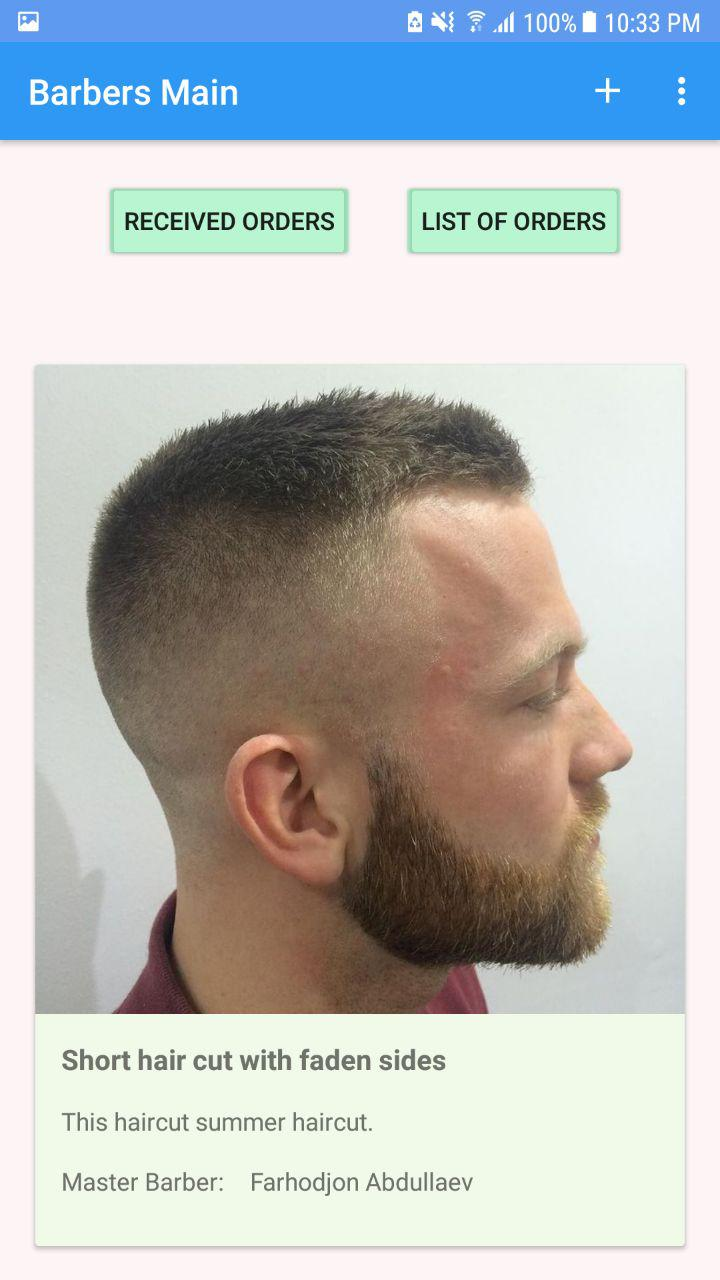 100% 10:33 PM
Barbers Main
RECEIVED ORDERS
LIST OF ORDERS
Short hair cut with faden sides
This haircut summer haircut.
Master Barber: Farhodjon Abdullaev